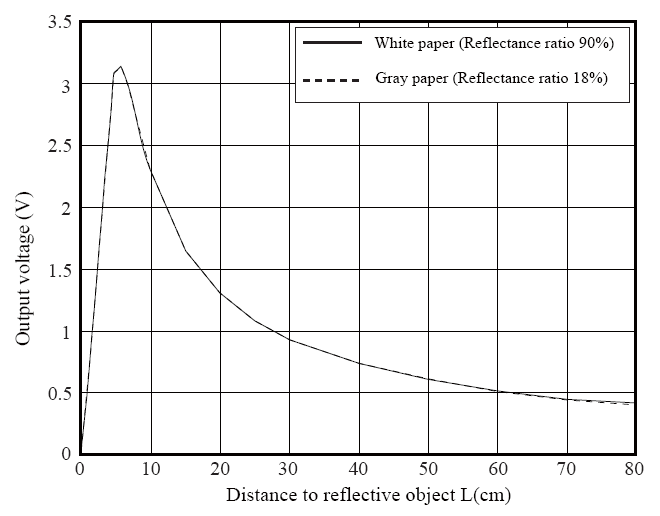 3.5
3
2.5
2
1.5
1
0.5
0
Output voltage (V)
White paper (Reflectance ratio 90%)
Gray paper (Reflectance ratio 18%)
0 10 20 30 40 50 60 70 80
Distance to reflective object L(cm)